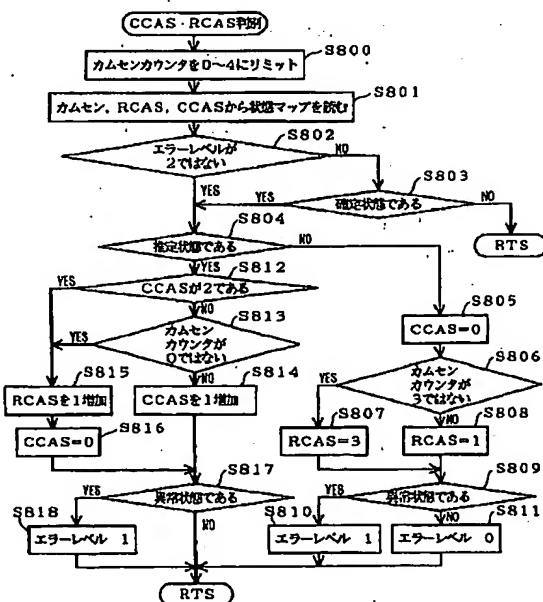 CCAS・RCAS判別
S800
カムセンカウンタを0~4にリミット
S801
カムセン, RCAS, CCASから状態マップを読む
S802
エラーレベルが
2ではない
NO
YES
S803
確定状態である
YES
NO
RTS
S804
推定状態である
NO
YES
S812
CCASが2である
YES
NO
S813
カムセン
カウンタが
0ではない
YES
NO
S805
CCAS=0
S806
カムセン
カウンタが
3ではない
YES
NO
S815
RCASを1増加
S814
CCASを1増加
S807
RCAS=3
S808
RCAS=1
S816
CCAS=0
S817
異常状態である
YES
NO
S809
異常状態である
YES
NO
S818
エラーレベル 1
S810
エラーレベル 1
S811
エラーレベル 0
RTS